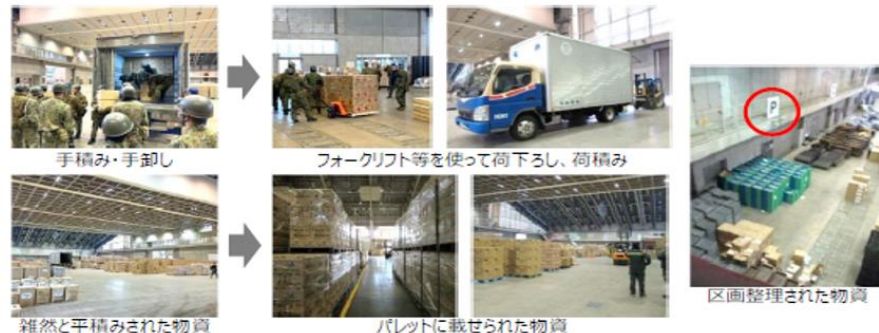 手積み・手卸し
フォークリフト等を使って荷下ろし、荷積み
P
雑然と平積みされた物資
パレットに載せられた物資
区画整理された物資